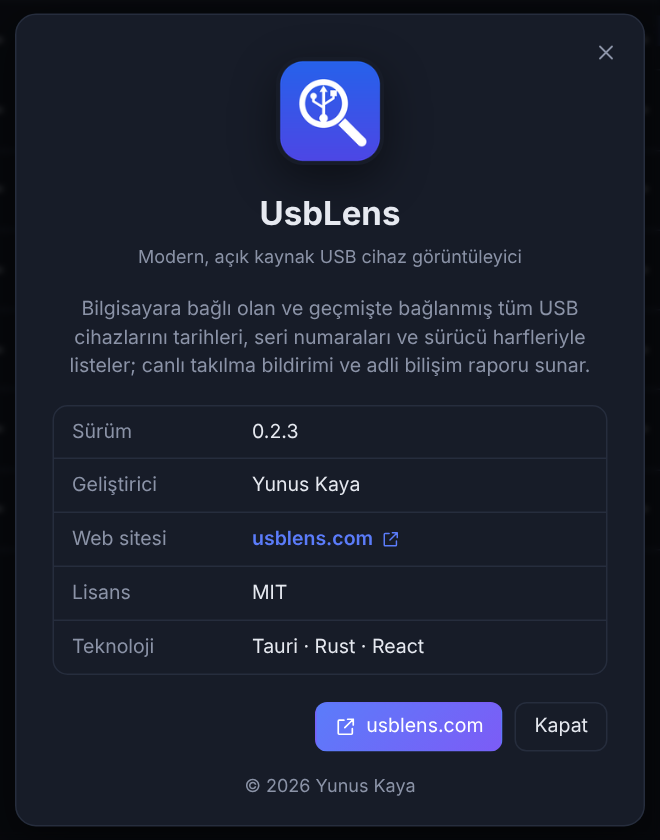 UsbLens
Modern, açık kaynak USB cihaz görüntüleyici
Bilgisayara bağlı olan ve geçmişte bağlanmış tüm USB
cihazlarını tarihleri, seri numaraları ve sürücü harfleriyle
listeler; canlı takılma bildirimi ve adli bilişim raporu sunar.
Sürüm 0.2.3
Geliştirici Yunus Kaya
Web sitesi usblens.com
Lisans MIT
Teknoloji Tauri · Rust · React
usblens.com Kapat
© 2026 Yunus Kaya